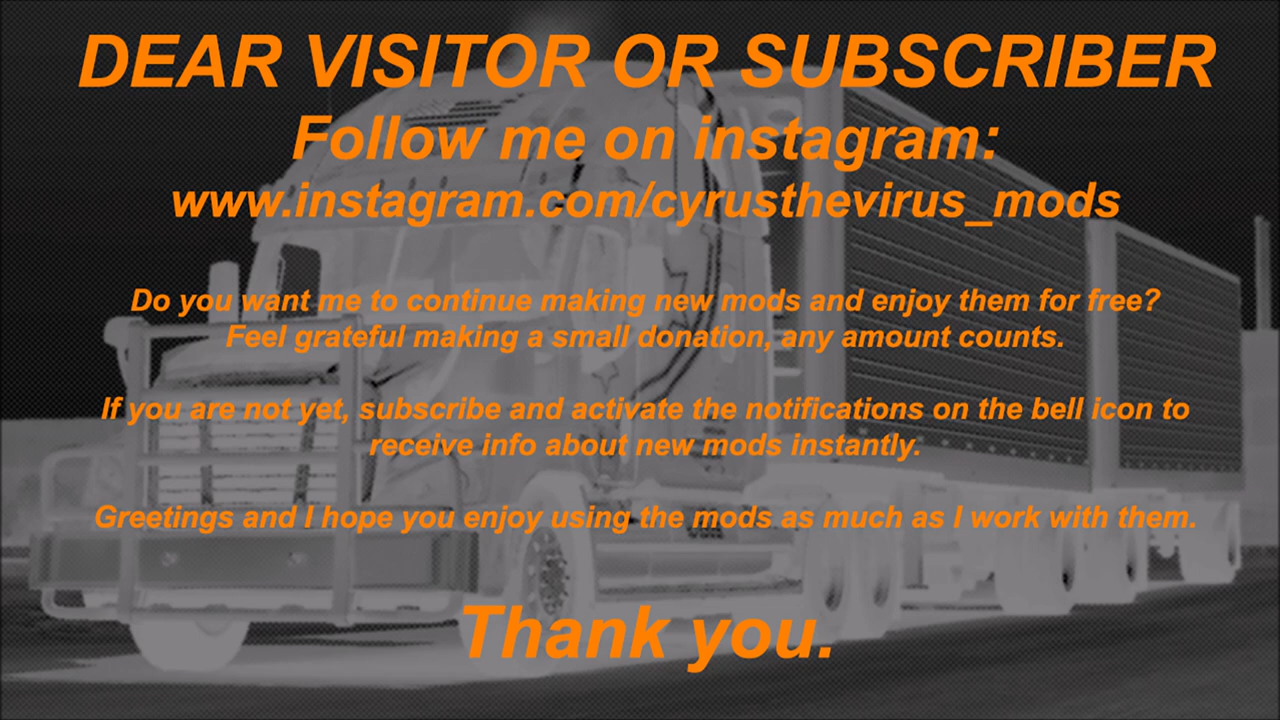 DEAR VISITOR OR SUBSCRIBER
Follow me on instagram:
www.instagram.com/cyrusthevirus_mods
Do you want me to continue making new mods and enjoy them for free?
Feel grateful making a small donation, any amount counts.
If you are not yet, subscribe and activate the notifications on the bell icon to
receive info about new mods instantly.
Greetings and I hope you enjoy using the mods as much as I work with them.
Thank you.